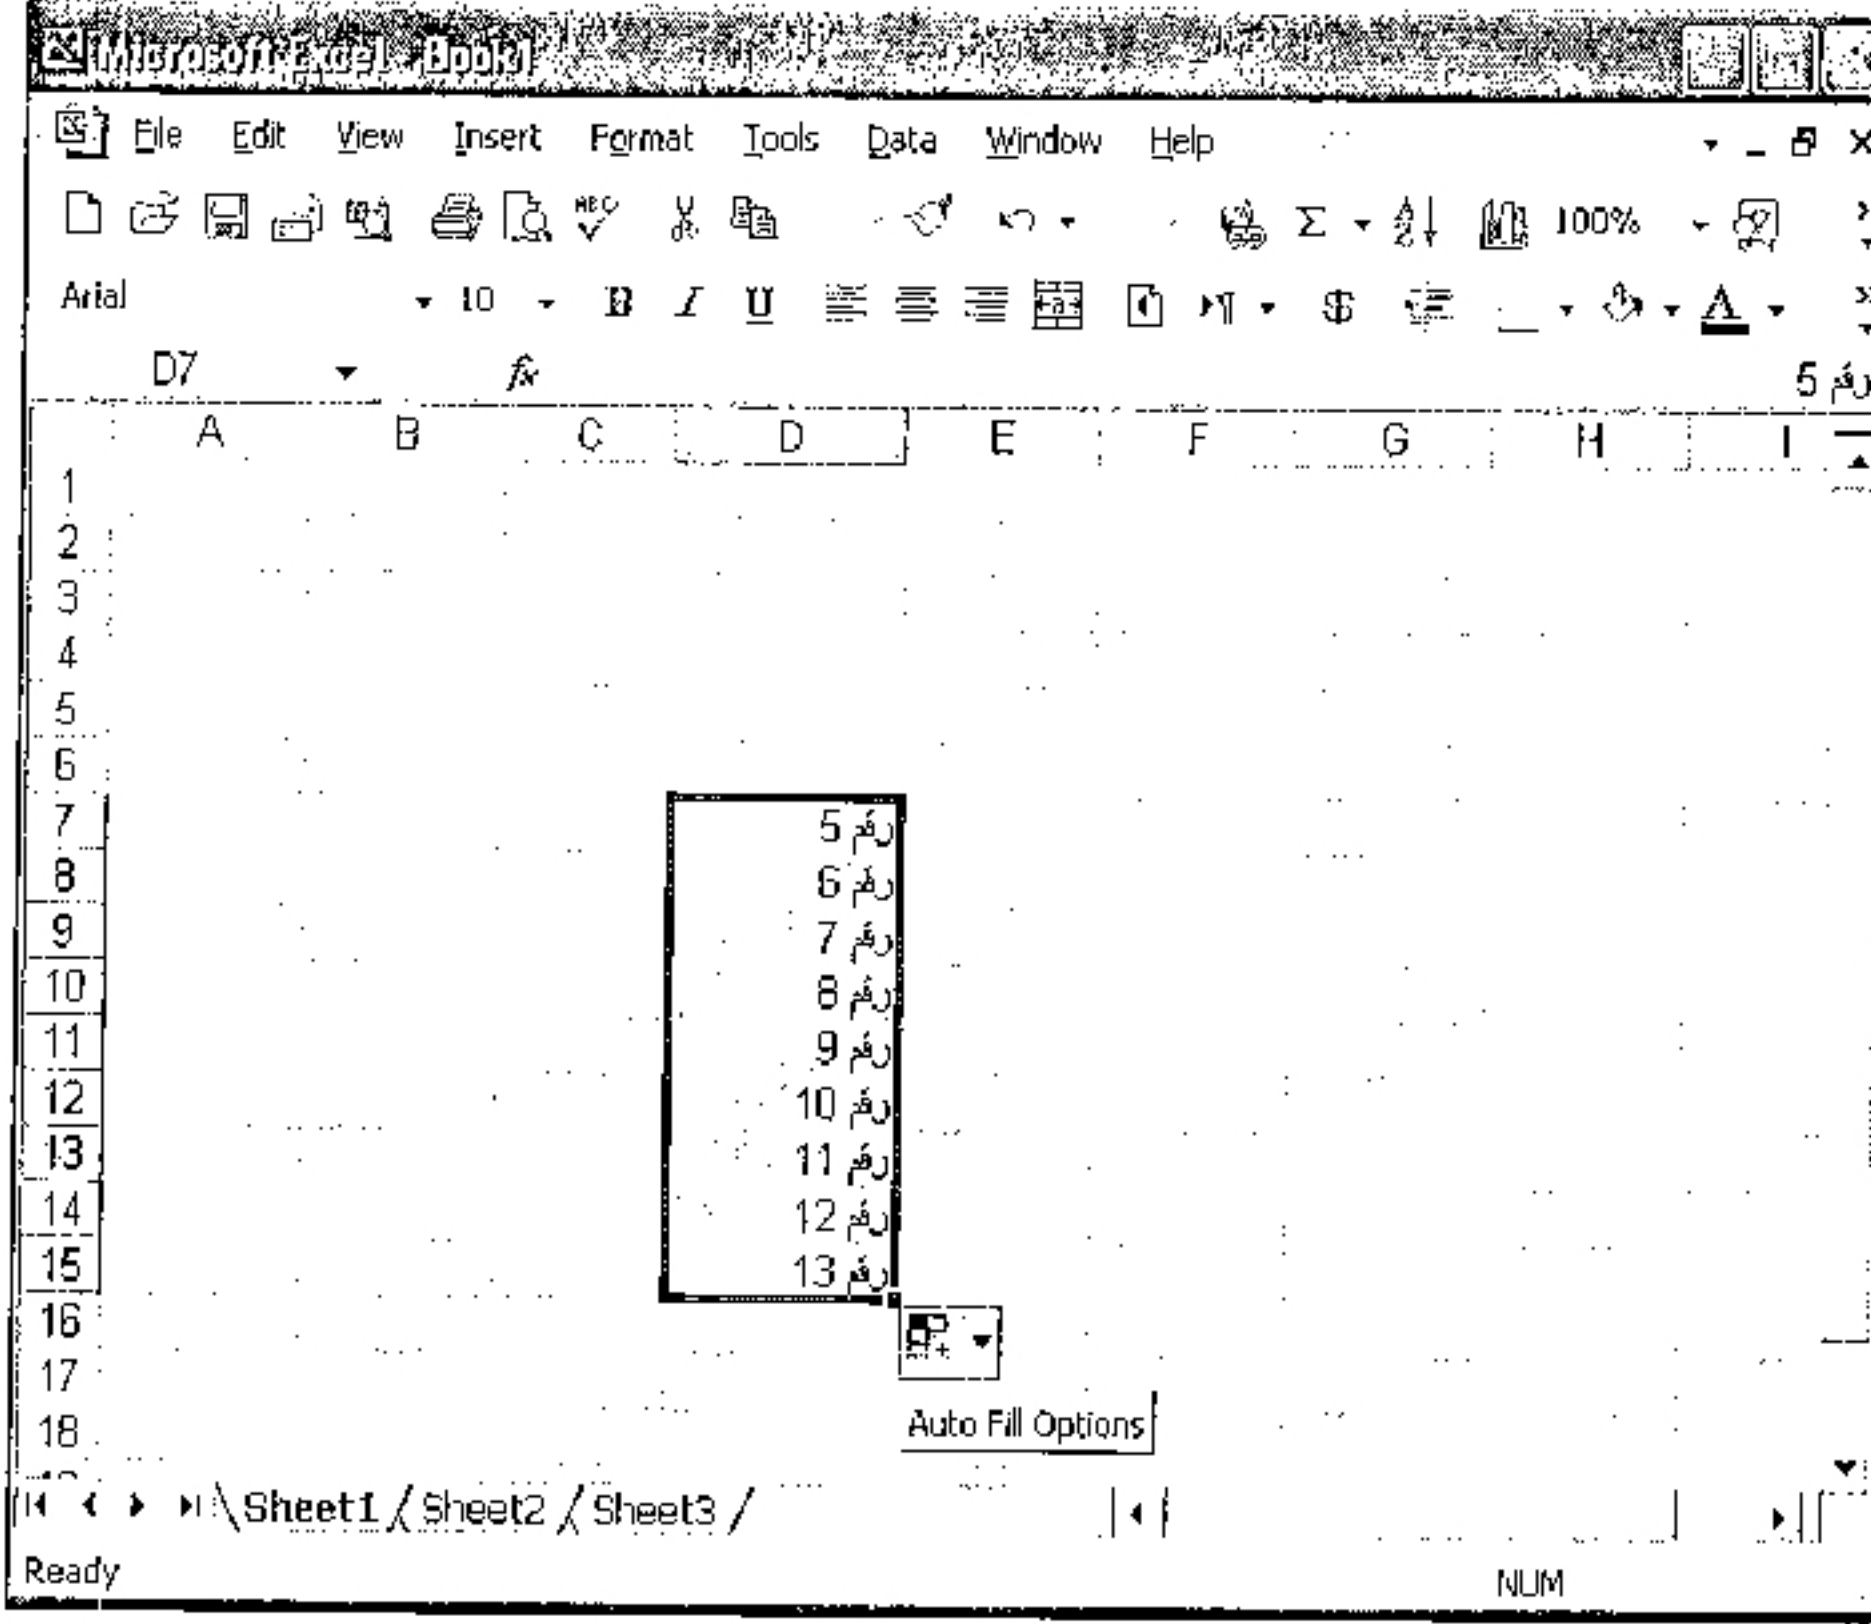 Microsoft Excel - Book1
File Edit View Insert Format Tools Data Window Help
ABC Σ A Z 100%
Arial 10 B I U a $ A
D7 fx رقم 5
A B C D E F G H I
1
2
3
4
5
6
7 رقم 5
8 رقم 6
9 رقم 7
10 رقم 8
11 رقم 9
12 رقم 10
13 رقم 11
14 رقم 12
15 رقم 13
16
17
Auto Fill Options
18
Sheet1 Sheet2 Sheet3
Ready NUM